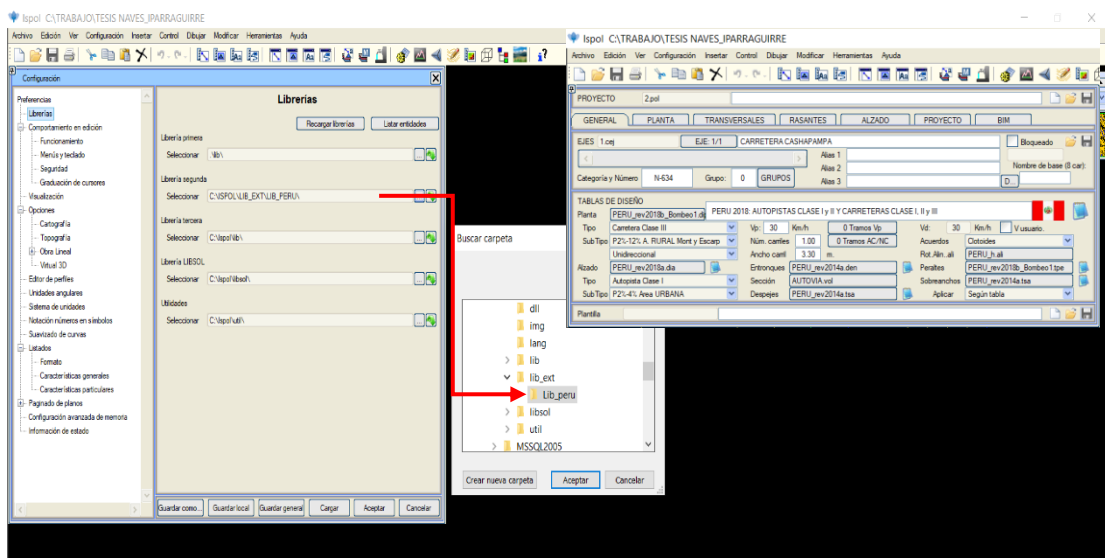 Ispol C:\TRABAJO\TESIS NAVES_IPARRAGUIRRE
Archivo Edición Ver Configuración Insertar Control Dibujar Modificar Herramientas Ayuda
Configuración
Preferencias
Librerías
Comportamiento en edición
Funcionamiento
Menús y teclado
Seguridad
Graduación de cursores
Visualización
Opciones
Cartografía
Topografía
Obra Lineal
Virtual 3D
Editor de perfiles
Unidades angulares
Sistema de unidades
Notación números en símbolos
Suavizado de curvas
Listados
Formato
Características generales
Características particulares
Paginado de planos
Configuración avanzada de memoria
Información de estado
Librerías
Recargar librerías Listar entidades
Librería primera
Seleccionar .\lib\ ...
Librería segunda
Seleccionar C:\ISPOL\LIB_EXT\LIB_PERU\ ...
Librería tercera
Seleccionar C:\Ispol\lib\ ...
Librería LIBSOL
Seleccionar C:\Ispol\libsol\ ...
Utilidades
Seleccionar C:\Ispol\util\ ...
Guardar como... Guardar local Guardar general Cargar Aceptar Cancelar
Buscar carpeta
dll
img
lang
lib
lib_ext
Lib_peru
libsol
util
MSSQL2005
Crear nueva carpeta Aceptar Cancelar
Ispol C:\TRABAJO\TESIS NAVES_IPARRAGUIRRE
Archivo Edición Ver Configuración Insertar Control Dibujar Modificar Herramientas Ayuda
PROYECTO 2.pol
GENERAL PLANTA TRANSVERSALES RASANTES ALZADO PROYECTO BIM
EJES 1.cej EJE: 1/1 CARRETERA CASHAPAMPA Bloqueado
Alias 1
Alias 2
Nombre de base (8 car):
Categoría y Número N-634 Grupo: 0 GRUPOS Alias 3 D...
TABLAS DE DISEÑO
Planta PERU_rev2018b_Bombeo1.dip PERU 2018: AUTOPISTAS CLASE I y II Y CARRETERAS CLASE I, II y III
Tipo Carretera Clase III Vp: 30 Km/h 0 Tramos Vp Vd: 30 Km/h V usuario.
SubTipo P2%-12% A. RURAL Mont y Escarp Núm. carriles 1.00 0 Tramos AC/NC Acuerdos Clotoides
Unidireccional Ancho carril 3.30 m. Rot.Alin..ali PERU_h.ali
Alzado PERU_rev2018a.dia Entronques PERU_rev2014a.den Peraltes PERU_rev2018b_Bombeo1.tpe
Tipo Autopista Clase I Sección AUTOVIA.vol Sobreanchos PERU_rev2014a.tsa
SubTipo P2%-4% Area URBANA Despejes PERU_rev2014a.tsa Aplicar Según tabla
Plantilla